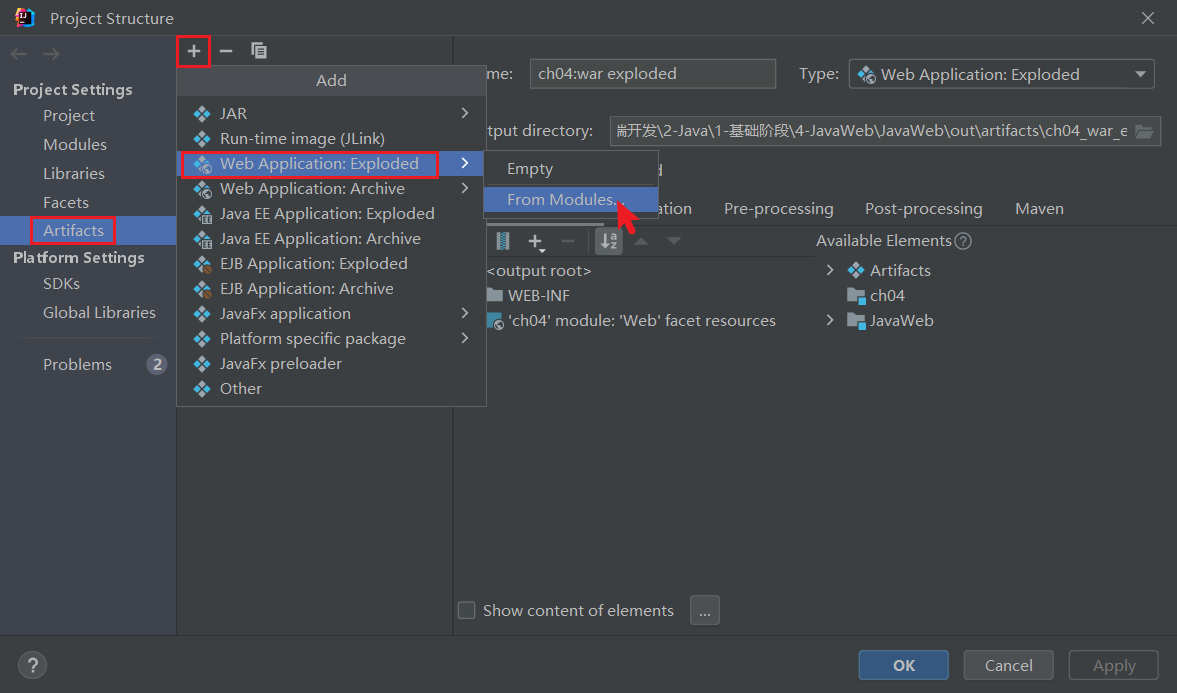 Project Structure
Project Settings
Project
Modules
Libraries
Facets
Artifacts
Platform Settings
SDKs
Global Libraries
Problems 2
Add
JAR
Run-time image (JLink)
Web Application: Exploded
Web Application: Archive
Java EE Application: Exploded
Java EE Application: Archive
EJB Application: Exploded
EJB Application: Archive
JavaFx application
Platform specific package
JavaFx preloader
Other
Empty
From Modules...
me: ch04:war exploded Type: Web Application: Exploded
tput directory: 开发\2-Java\1-基础阶段\4-JavaWeb\JavaWeb\out\artifacts\ch04_war_e
ation Pre-processing Post-processing Maven
Available Elements ?
<output root>
WEB-INF
'ch04' module: 'Web' facet resources
Artifacts
ch04
JavaWeb
Show content of elements ...
? OK Cancel Apply